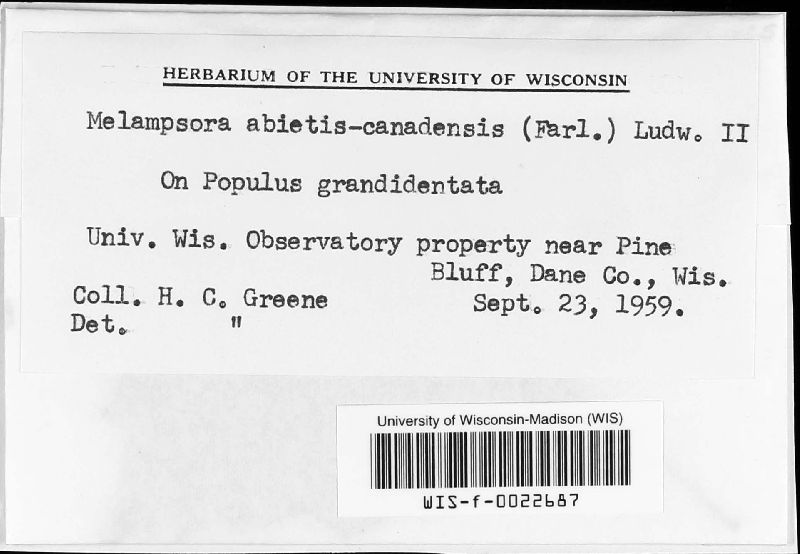 HERBARIUM OF THE UNIVERSITY OF WISCONSIN
Melampsora abietis-canadensis (Farl.) Ludw. II
On Populus grandidentata
Univ. Wis. Observatory property near Pine
Bluff, Dane Co., Wis.
Coll. H. C. Greene
Sept. 23, 1959.
Det. "
University of Wisconsin-Madison (WIS)
WIS-f-0022687